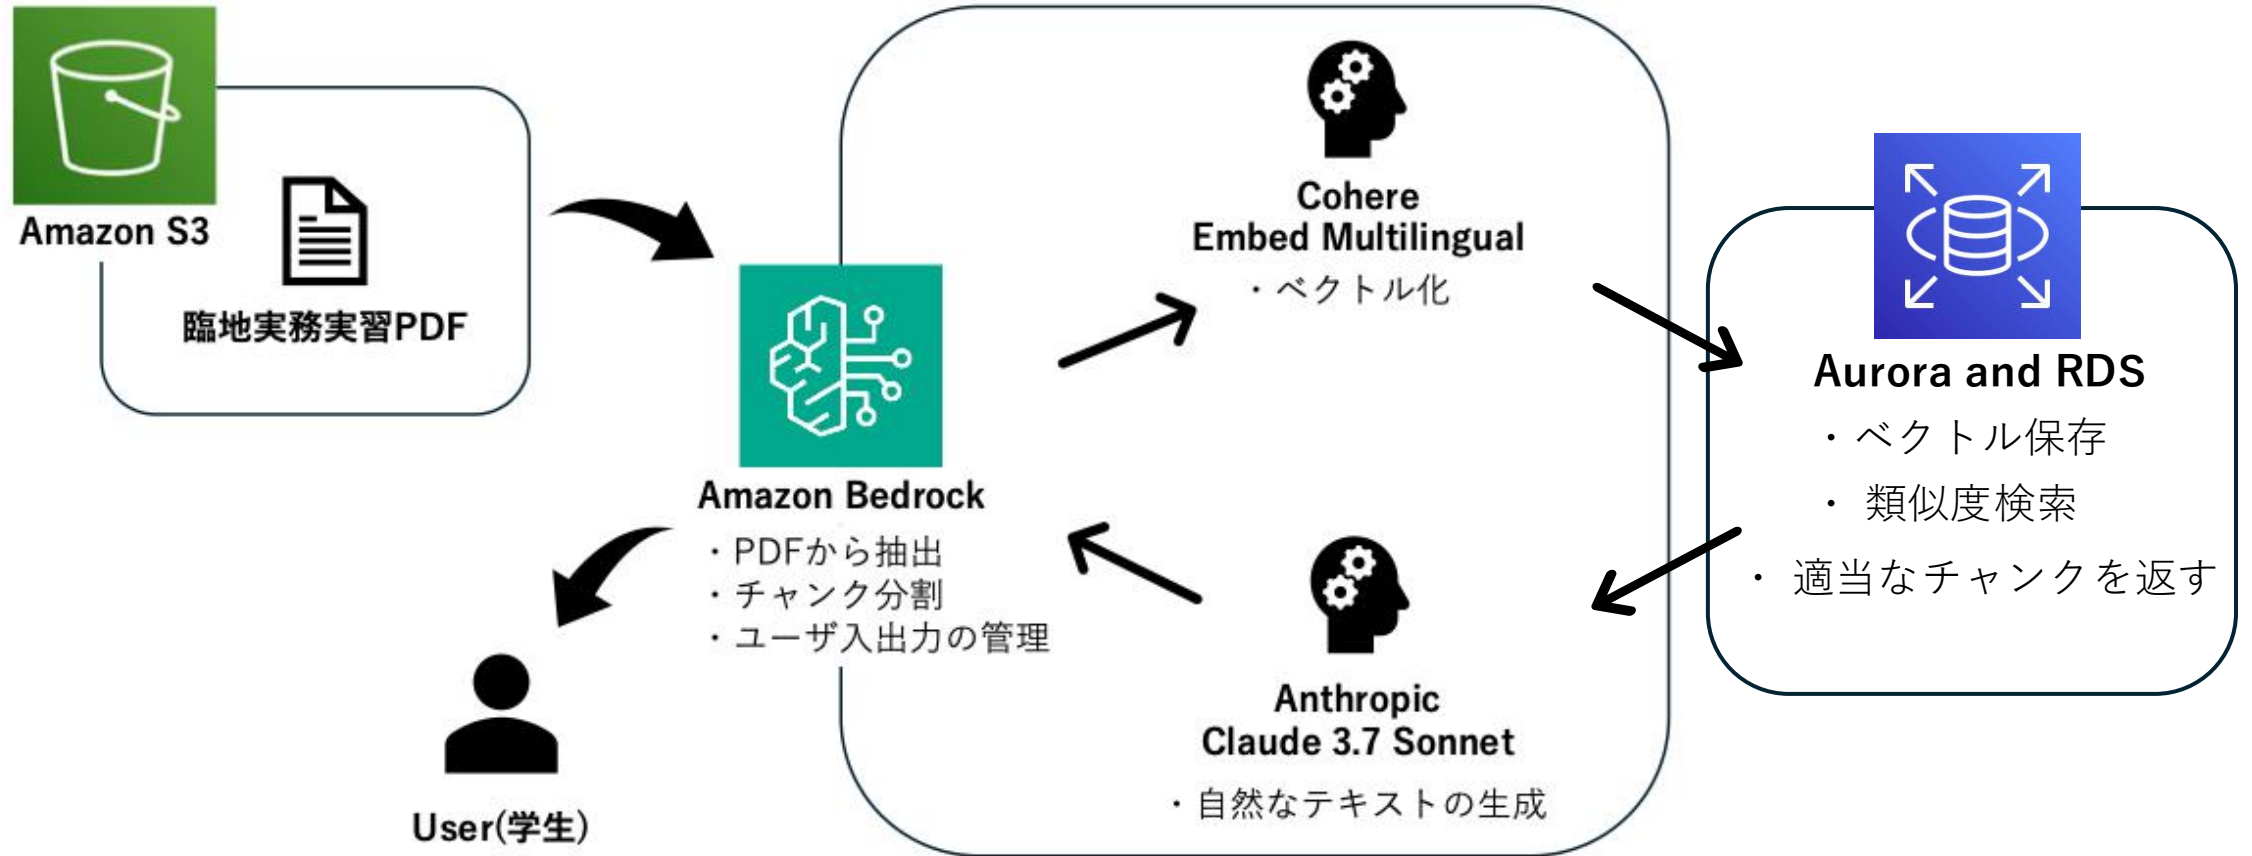 Amazon S3
臨地実務実習PDF
Amazon Bedrock
・PDFから抽出
・チャンク分割
・ユーザ入出力の管理
User(学生)
Cohere
Embed Multilingual
・ベクトル化
Anthropic
Claude 3.7 Sonnet
・自然なテキストの生成
Aurora and RDS
・ベクトル保存
・ 類似度検索
・ 適当なチャンクを返す